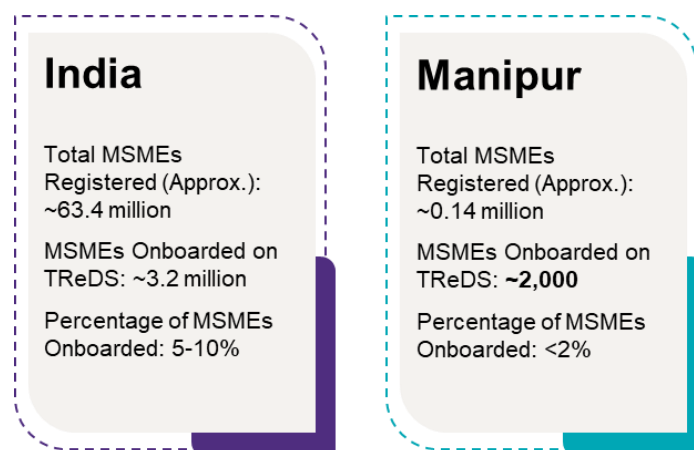 India
Total MSMEs
Registered (Approx.):
~63.4 million
MSMEs Onboarded on
TReDS: ~3.2 million
Percentage of MSMEs
Onboarded: 5-10%
Manipur
Total MSMEs
Registered (Approx.):
~0.14 million
MSMEs Onboarded on
TReDS: ~2,000
Percentage of MSMEs
Onboarded: <2%